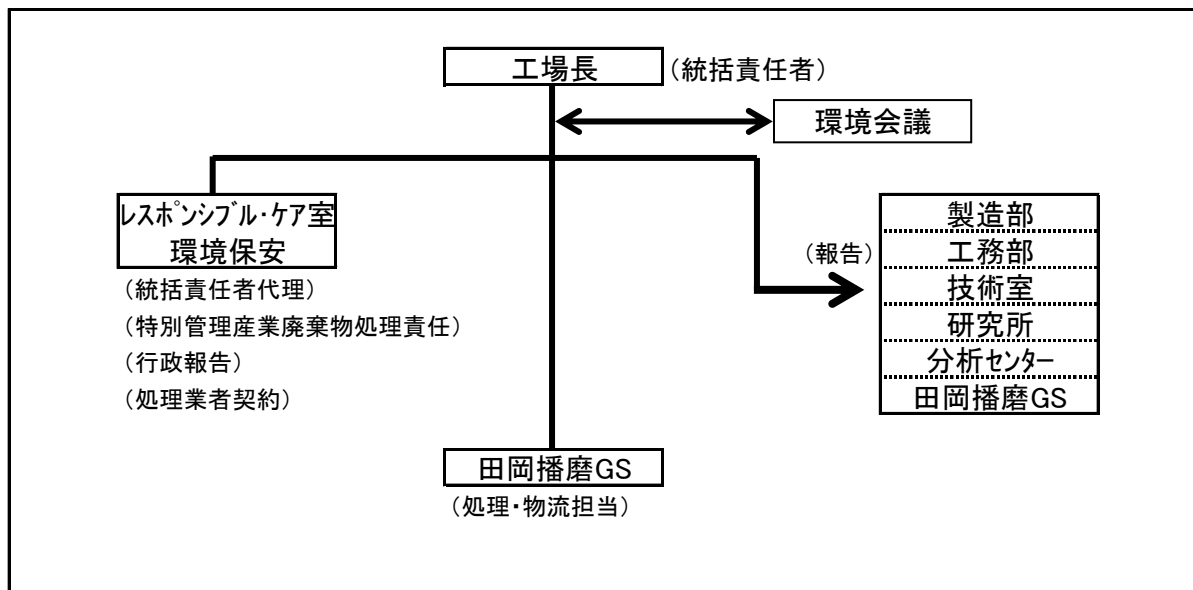 工場長 (統括責任者)
環境会議
レスポンシブル・ケア室
環境保安
(統括責任者代理)
(特別管理産業廃棄物処理責任)
(行政報告)
(処理業者契約)
(報告)
製造部
工務部
技術室
研究所
分析センター
田岡播磨GS
田岡播磨GS
(処理・物流担当)